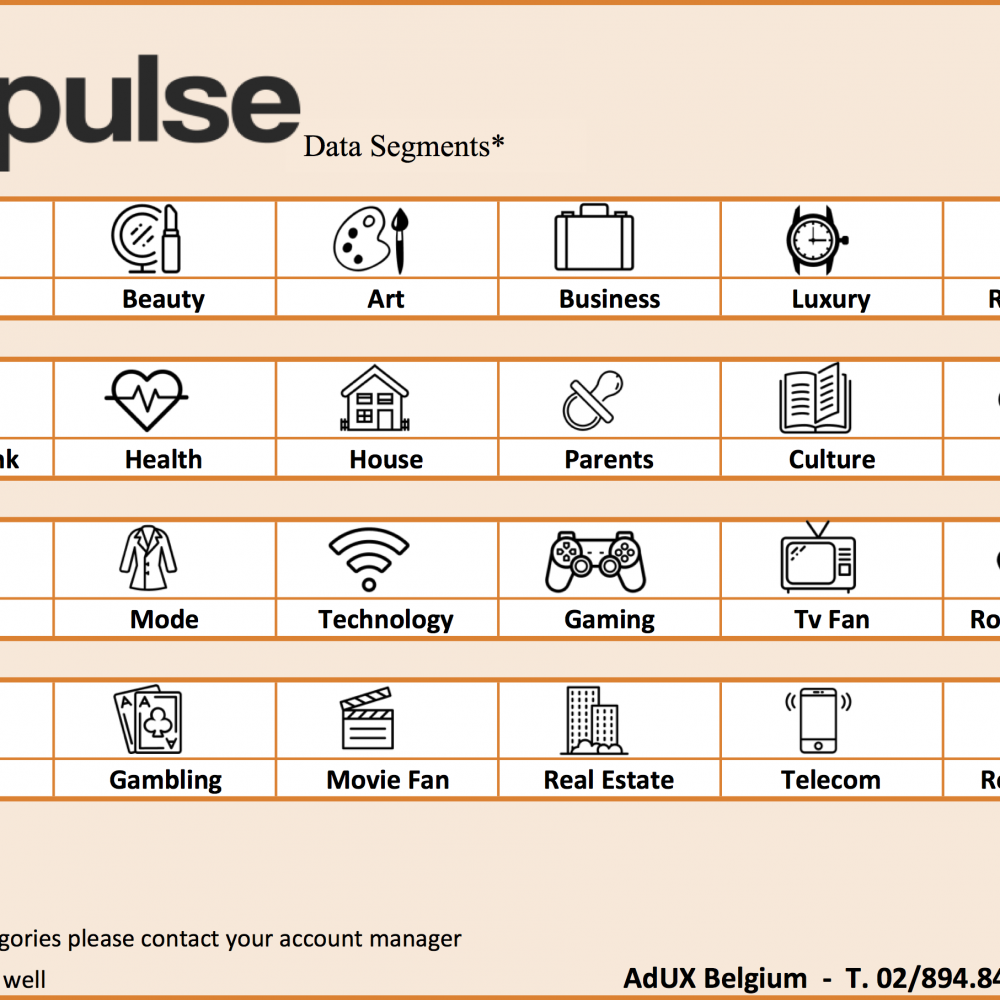 pulse
Data Segments*
Beauty Art Business Luxury R
nk Health House Parents Culture
Mode Technology Gaming Tv Fan Ro
A A A
Gambling Movie Fan Real Estate Telecom Re
gories please contact your account manager
well
AdUX Belgium - T. 02/894.84